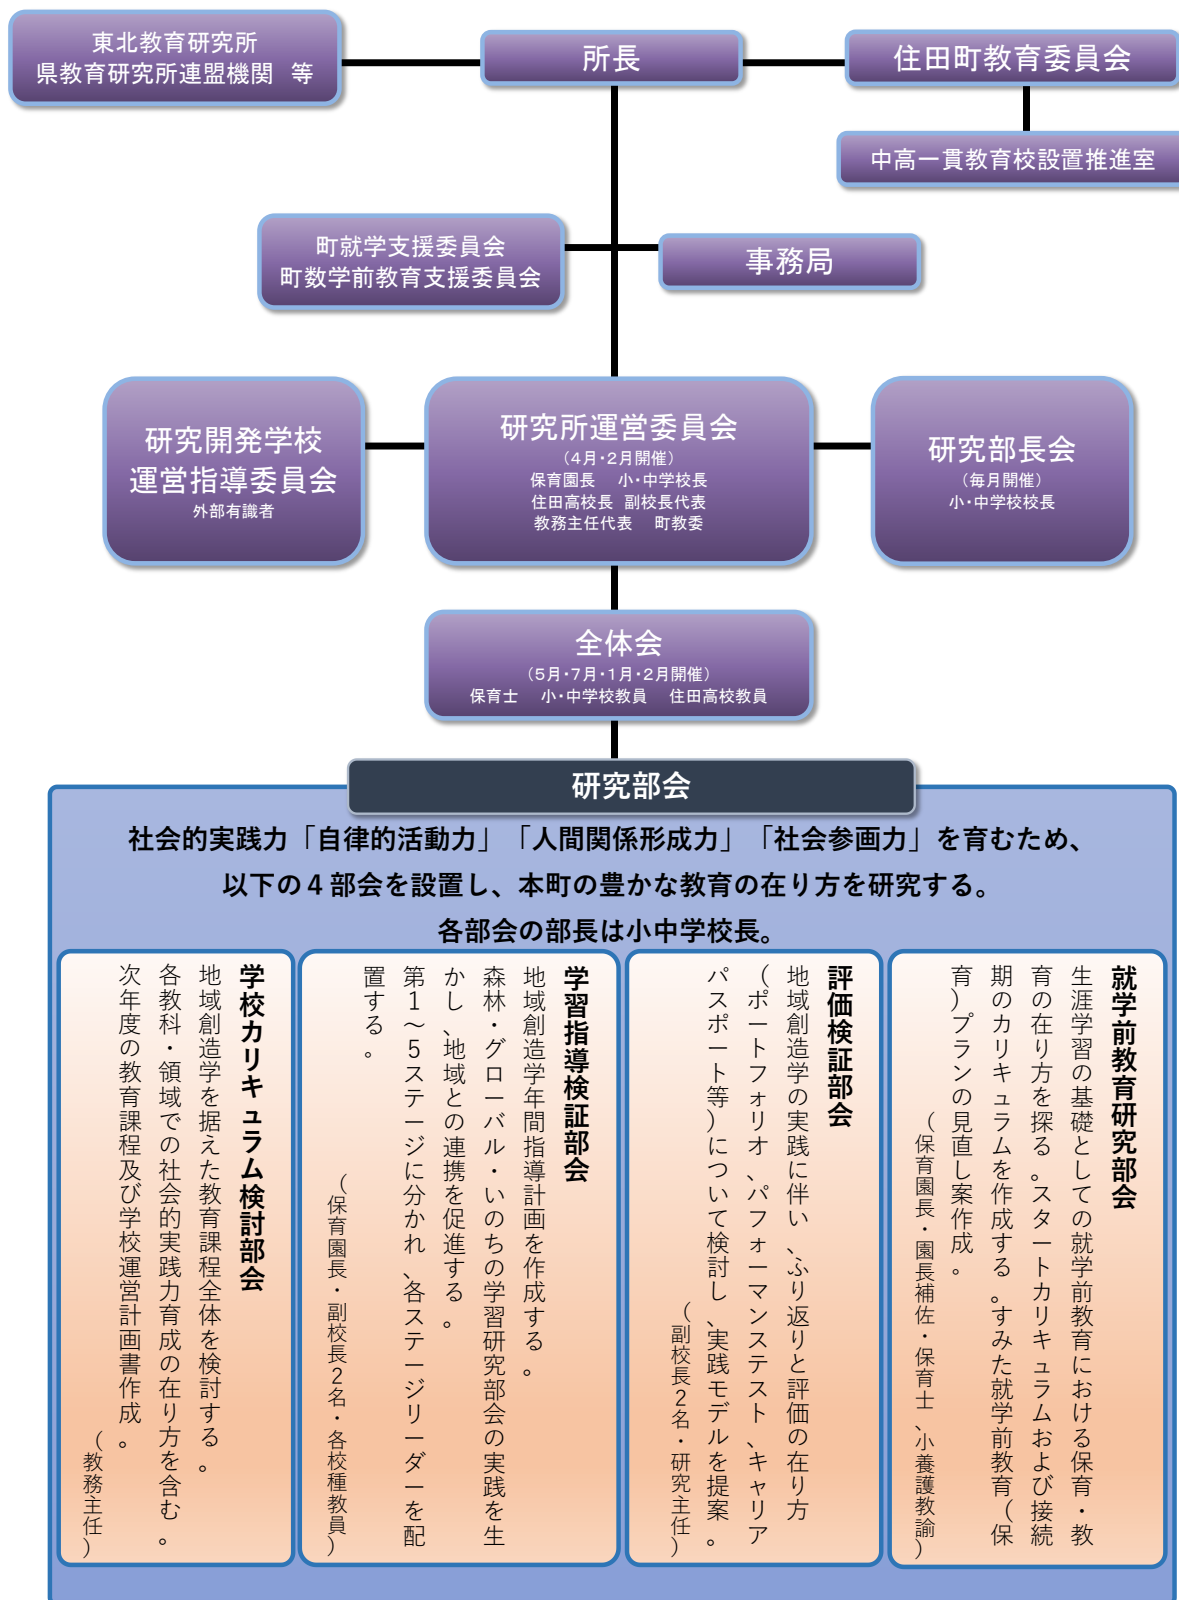 東北教育研究所
県教育研究所連盟機関 等
所長
住田町教育委員会
中高一貫教育校設置推進室
町就学支援委員会
町数学前教育支援委員会
事務局
研究開発学校
運営指導委員会
外部有識者
研究所運営委員会
（4月・2月開催）
保育園長 小・中学校長
住田高校長 副校長代表
教務主任代表 町教委
研究部長会
（毎月開催）
小・中学校校長
全体会
（5月・7月・1月・2月開催）
保育士 小・中学校教員 住田高校教員
研究部会
社会的実践力「自律的活動力」「人間関係形成力」「社会参画力」を育むため、
以下の４部会を設置し、本町の豊かな教育の在り方を研究する。
各部会の部長は小中学校長。
就学前教育研究部会
生涯学習の基礎としての就学前教育における保育・教
育の在り方を探る。スタートカリキュラムおよび接続
期のカリキュラムを作成する。すみた就学前教育（保
育）プランの見直し案作成。
（保育園長・園長補佐・保育士、小養護教諭）
評価検証部会
地域創造学の実践に伴い、ふり返りと評価の在り方
（ポートフォリオ、パフォーマンステスト、キャリア
パスポート等）について検討し、実践モデルを提案。
（副校長２名・研究主任）
学習指導検証部会
地域創造学年間指導計画を作成する。
森林・グローバル・いのちの学習研究部会の実践を生
かし、地域との連携を促進する。
第１～５ステージに分かれ、各ステージリーダーを配
置する。
（保育園長・副校長２名・各校種教員）
学校カリキュラム検討部会
地域創造学を据えた教育課程全体を検討する。
各教科・領域での社会的実践力育成の在り方を含む。
次年度の教育課程及び学校運営計画書作成。
（教務主任）